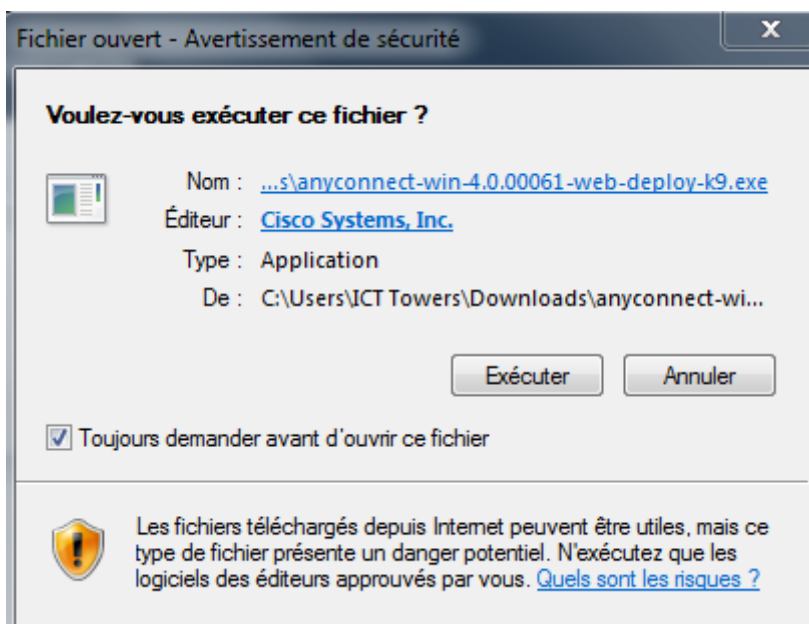 Fichier ouvert - Avertissement de sécurité
Voulez-vous exécuter ce fichier ?
Nom : ...s\anyconnect-win-4.0.00061-web-deploy-k9.exe
Éditeur : Cisco Systems, Inc.
Type : Application
De : C:\Users\ICT Towers\Downloads\anyconnect-wi...
Exécuter Annuler
Toujours demander avant d'ouvrir ce fichier
Les fichiers téléchargés depuis Internet peuvent être utiles, mais ce
type de fichier présente un danger potentiel. N'exécutez que les
logiciels des éditeurs approuvés par vous. Quels sont les risques ?